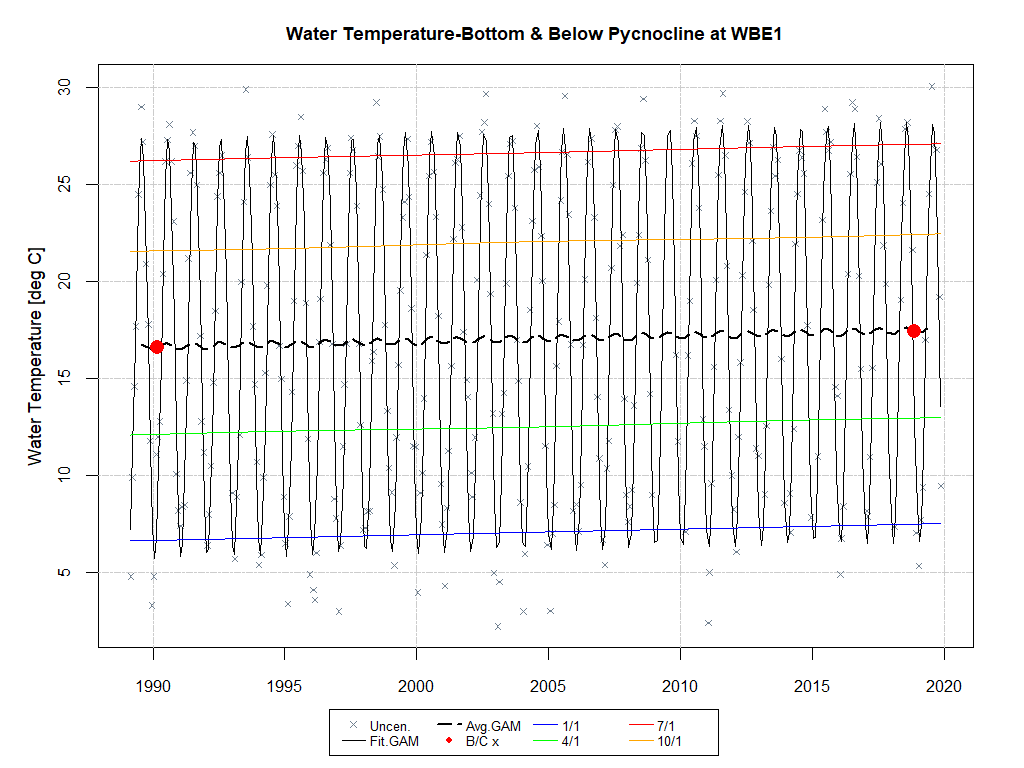 Water Temperature-Bottom & Below Pycnocline at WBE1
Water Temperature [deg C]
30
25
20
15
10
5
1990 1995 2000 2005 2010 2015 2020
Uncen. Avg.GAM 1/1 7/1
Fit.GAM B/C x 4/1 10/1